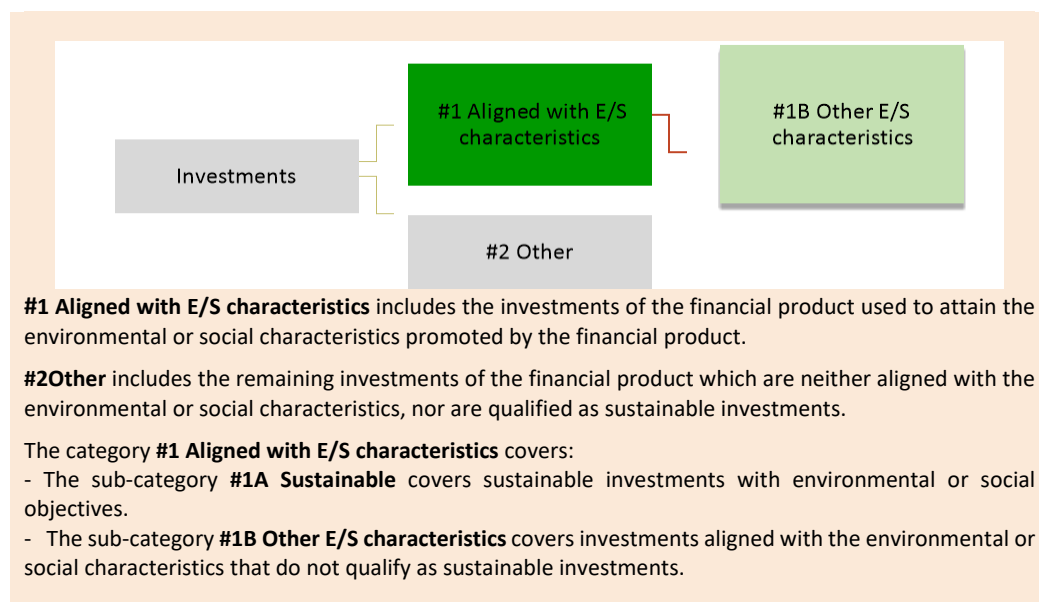 #1 Aligned with E/S
characteristics
#1B Other E/S
characteristics
Investments
#2 Other
#1 Aligned with E/S characteristics includes the investments of the financial product used to attain the
environmental or social characteristics promoted by the financial product.
#2Other includes the remaining investments of the financial product which are neither aligned with the
environmental or social characteristics, nor are qualified as sustainable investments.
The category #1 Aligned with E/S characteristics covers:
- The sub-category #1A Sustainable covers sustainable investments with environmental or social
objectives.
- The sub-category #1B Other E/S characteristics covers investments aligned with the environmental or
social characteristics that do not qualify as sustainable investments.